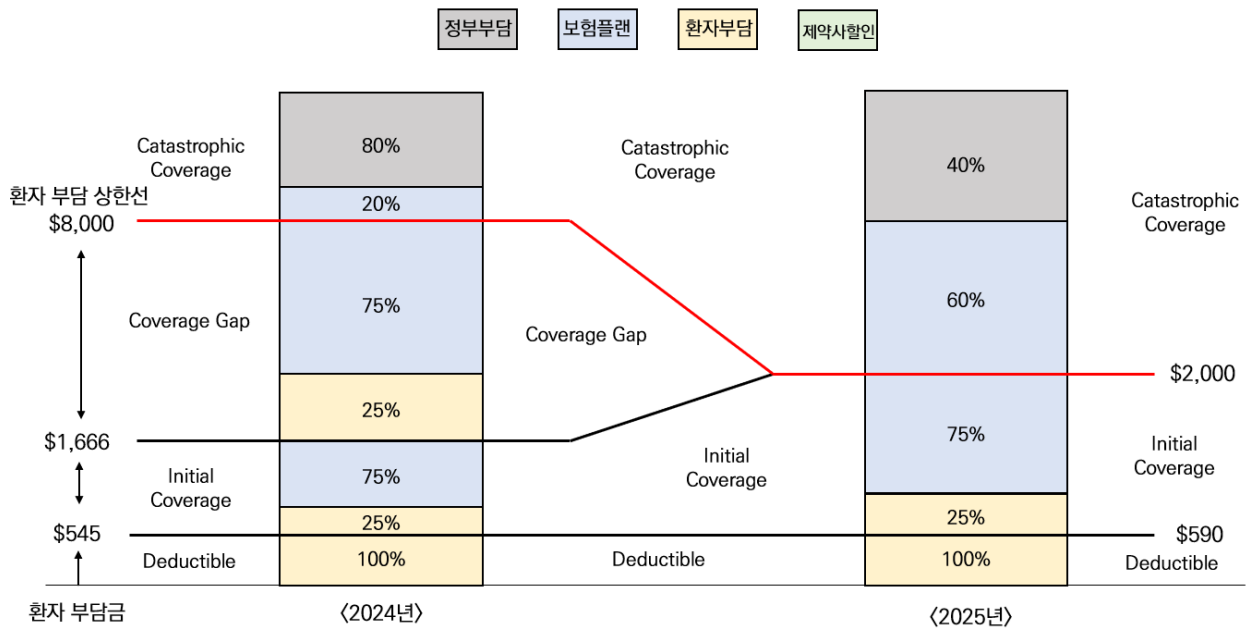 정부부담
보험플랜
환자부담
제약사할인
환자 부담 상한선
$8,000
$1,666
$545
환자 부담금
Catastrophic
Coverage
Coverage Gap
Initial
Coverage
Deductible
80%
20%
75%
25%
75%
25%
100%
〈2024년〉
Catastrophic
Coverage
Coverage Gap
Initial
Coverage
Deductible
40%
60%
75%
25%
100%
〈2025년〉
Catastrophic
Coverage
$2,000
Initial
Coverage
$590
Deductible